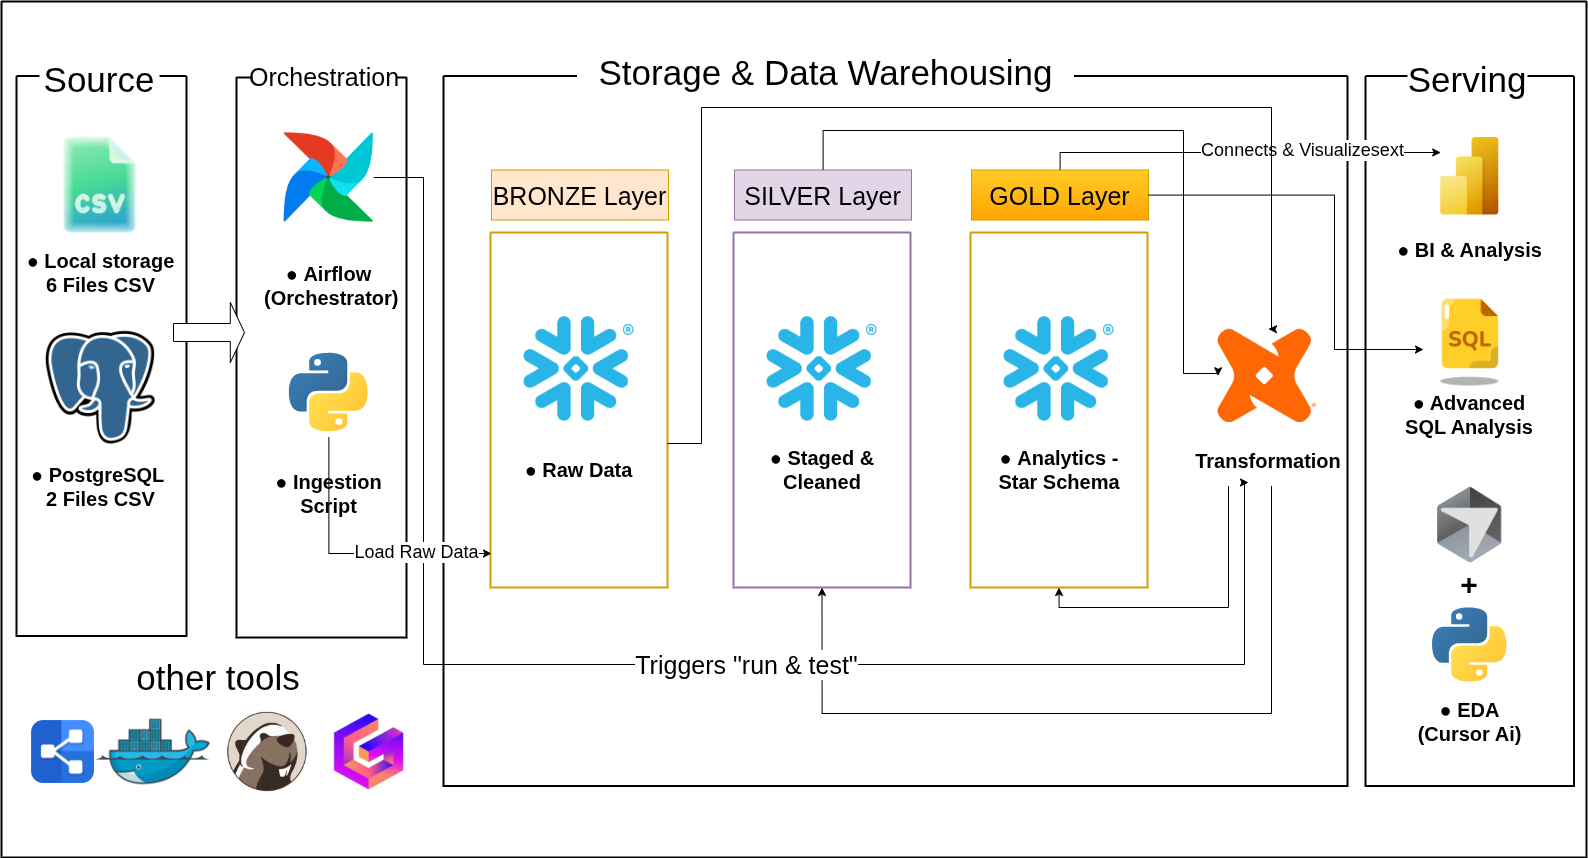 Source
Orchestration
Storage & Data Warehousing
Serving
CSV
● Local storage
6 Files CSV
● PostgreSQL
2 Files CSV
● Airflow
(Orchestrator)
● Ingestion
Script
Load Raw Data
BRONZE Layer
®
● Raw Data
SILVER Layer
®
● Staged &
Cleaned
GOLD Layer
®
● Analytics -
Star Schema
Connects & Visualizesext
Transformation
Triggers "run & test"
● BI & Analysis
SQL
● Advanced
SQL Analysis
+
● EDA
(Cursor Ai)
other tools